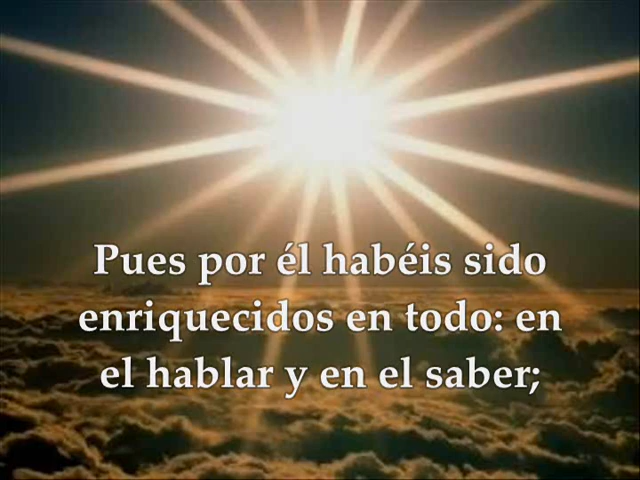 Pues por él habéis sido
enriquecidos en todo: en
el hablar y en el saber;